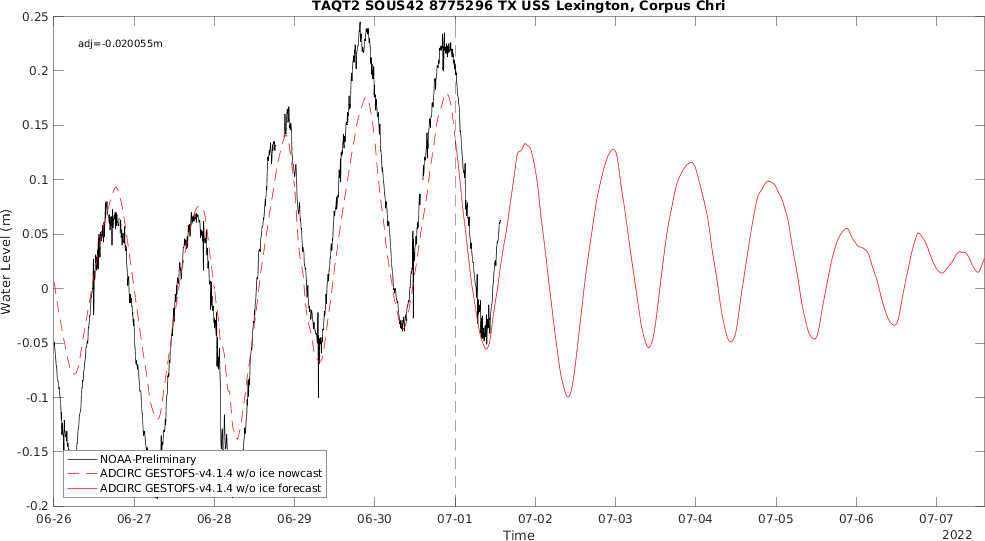 TAQT2 SOUS42 8775296 TX USS Lexington, Corpus Chri
adj=-0.020055m
0.25
0.2
0.15
0.1
0.05
0
-0.05
-0.1
-0.15
-0.2
Water Level (m)
NOAA-Preliminary
ADCIRC GESTOFS-v4.1.4 w/o ice nowcast
ADCIRC GESTOFS-v4.1.4 w/o ice forecast
06-26 06-27 06-28 06-29 06-30 07-01 07-02 07-03 07-04 07-05 07-06 07-07
Time
2022